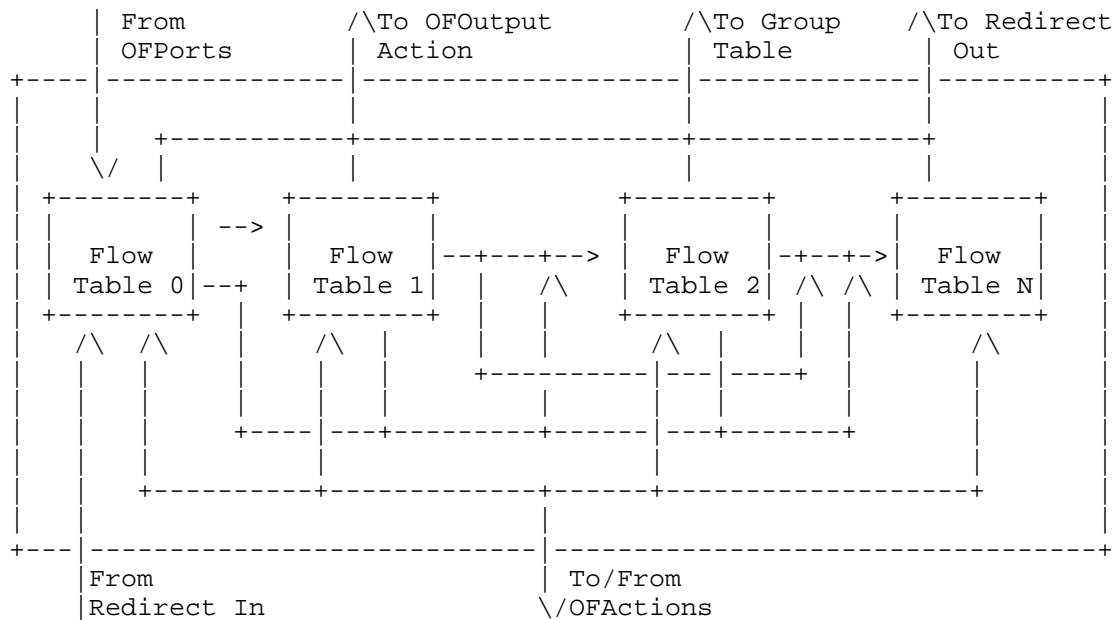 From To OFOutput To Group To Redirect
OFPorts Action Table Out
Flow Flow Flow Flow
Table 0 Table 1 Table 2 Table N
From To/From
Redirect In OFActions